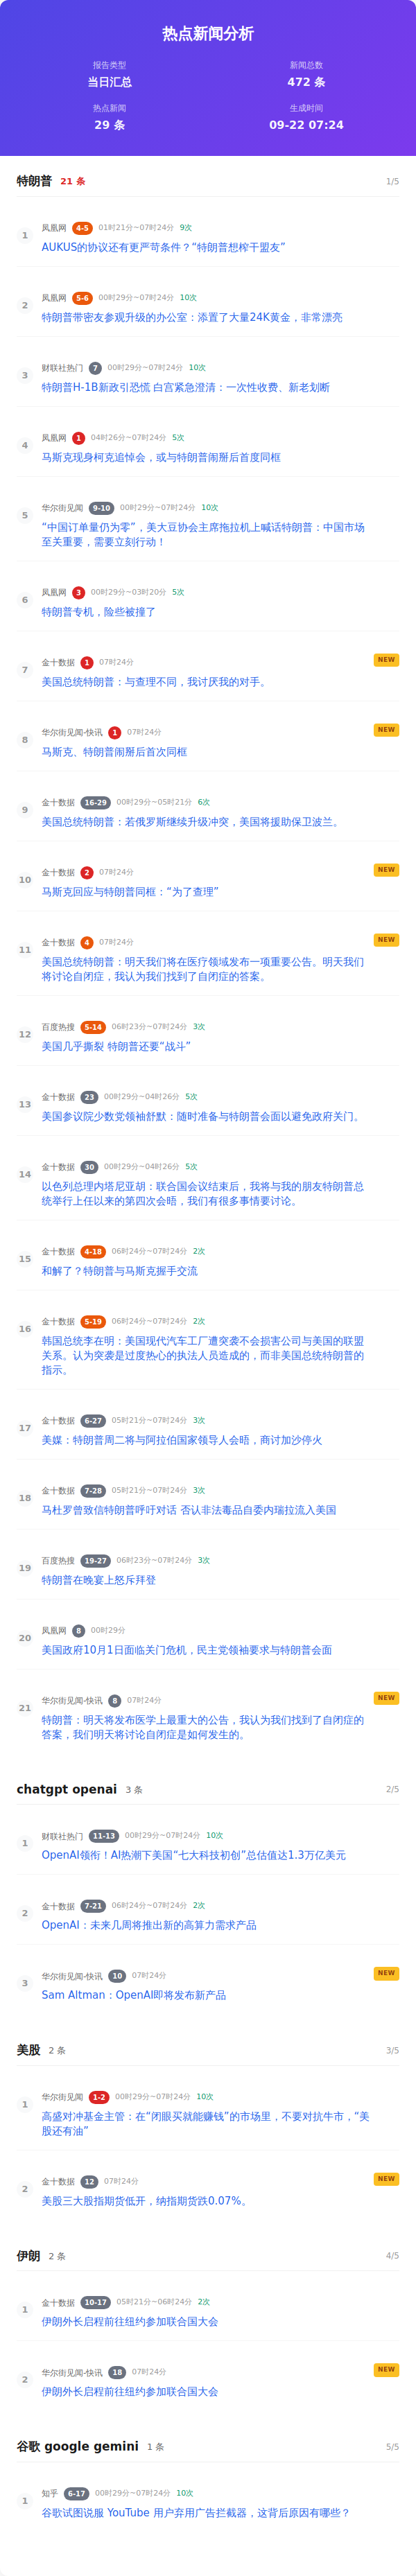 热点新闻分析
报告类型
当日汇总
新闻总数
472 条
热点新闻
29 条
生成时间
09-22 07:24
特朗普 21 条 1/5
1
凤凰网 4-5 01时21分~07时24分 9次
AUKUS的协议还有更严苛条件？“特朗普想榨干盟友”
2
凤凰网 5-6 00时29分~07时24分 10次
特朗普带密友参观升级的办公室：添置了大量24K黄金，非常漂亮
3
财联社热门 7 00时29分~07时24分 10次
特朗普H-1B新政引恐慌 白宫紧急澄清：一次性收费、新老划断
4
凤凰网 1 04时26分~07时24分 5次
马斯克现身柯克追悼会，或与特朗普闹掰后首度同框
5
华尔街见闻 9-10 00时29分~07时24分 10次
“中国订单量仍为零”，美大豆协会主席拖拉机上喊话特朗普：中国市场
至关重要，需要立刻行动！
6
凤凰网 3 00时29分~03时20分 5次
特朗普专机，险些被撞了
7
金十数据 1 07时24分 NEW
美国总统特朗普：与查理不同，我讨厌我的对手。
8
华尔街见闻-快讯 1 07时24分 NEW
马斯克、特朗普闹掰后首次同框
9
金十数据 16-29 00时29分~05时21分 6次
美国总统特朗普：若俄罗斯继续升级冲突，美国将援助保卫波兰。
10
金十数据 2 07时24分 NEW
马斯克回应与特朗普同框：“为了查理”
11
金十数据 4 07时24分 NEW
美国总统特朗普：明天我们将在医疗领域发布一项重要公告。明天我们
将讨论自闭症，我认为我们找到了自闭症的答案。
12
百度热搜 5-14 06时23分~07时24分 3次
美国几乎撕裂 特朗普还要“战斗”
13
金十数据 23 00时29分~04时26分 5次
美国参议院少数党领袖舒默：随时准备与特朗普会面以避免政府关门。
14
金十数据 30 00时29分~04时26分 5次
以色列总理内塔尼亚胡：联合国会议结束后，我将与我的朋友特朗普总
统举行上任以来的第四次会晤，我们有很多事情要讨论。
15
金十数据 4-18 06时24分~07时24分 2次
和解了？特朗普与马斯克握手交流
16
金十数据 5-19 06时24分~07时24分 2次
韩国总统李在明：美国现代汽车工厂遭突袭不会损害公司与美国的联盟
关系。认为突袭是过度热心的执法人员造成的，而非美国总统特朗普的
指示。
17
金十数据 6-27 05时21分~07时24分 3次
美媒：特朗普周二将与阿拉伯国家领导人会晤，商讨加沙停火
18
金十数据 7-28 05时21分~07时24分 3次
马杜罗曾致信特朗普呼吁对话 否认非法毒品自委内瑞拉流入美国
19
百度热搜 19-27 06时23分~07时24分 3次
特朗普在晚宴上怒斥拜登
20
凤凰网 8 00时29分
美国政府10月1日面临关门危机，民主党领袖要求与特朗普会面
21
华尔街见闻-快讯 8 07时24分 NEW
特朗普：明天将发布医学上最重大的公告，我认为我们找到了自闭症的
答案，我们明天将讨论自闭症是如何发生的。
chatgpt openai 3 条 2/5
1
财联社热门 11-13 00时29分~07时24分 10次
OpenAI领衔！AI热潮下美国“七大科技初创”总估值达1.3万亿美元
2
金十数据 7-21 06时24分~07时24分 2次
OpenAI：未来几周将推出新的高算力需求产品
3
华尔街见闻-快讯 10 07时24分 NEW
Sam Altman：OpenAI即将发布新产品
美股 2 条 3/5
1
华尔街见闻 1-2 00时29分~07时24分 10次
高盛对冲基金主管：在“闭眼买就能赚钱”的市场里，不要对抗牛市，“美
股还有油”
2
金十数据 12 07时24分 NEW
美股三大股指期货低开，纳指期货跌0.07%。
伊朗 2 条 4/5
1
金十数据 10-17 05时21分~06时24分 2次
伊朗外长启程前往纽约参加联合国大会
2
华尔街见闻-快讯 18 07时24分 NEW
伊朗外长启程前往纽约参加联合国大会
谷歌 google gemini 1 条 5/5
1
知乎 6-17 00时29分~07时24分 10次
谷歌试图说服 YouTube 用户弃用广告拦截器，这背后原因有哪些？